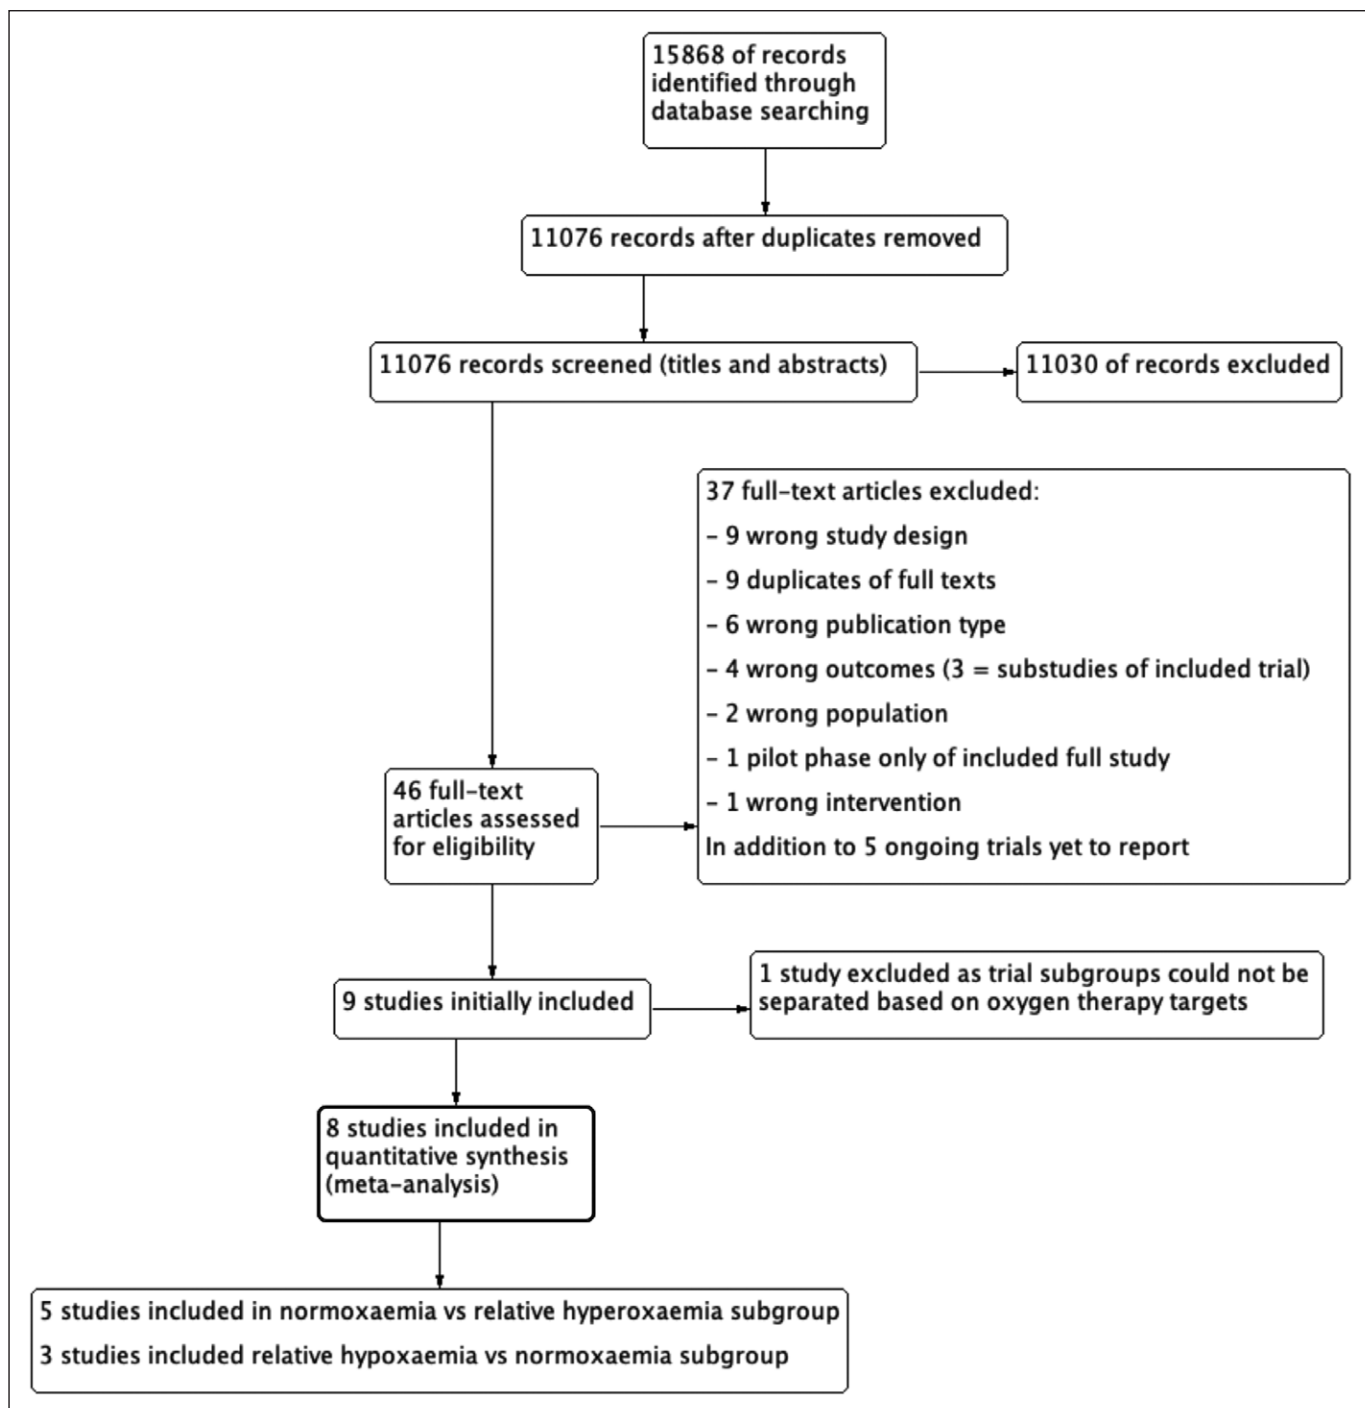 15868 of records
identified through
database searching
11076 records after duplicates removed
11076 records screened (titles and abstracts)
11030 of records excluded
37 full-text articles excluded:
- 9 wrong study design
- 9 duplicates of full texts
- 6 wrong publication type
- 4 wrong outcomes (3 = substudies of included trial)
- 2 wrong population
- 1 pilot phase only of included full study
- 1 wrong intervention
In addition to 5 ongoing trials yet to report
46 full-text
articles assessed
for eligibility
9 studies initially included
1 study excluded as trial subgroups could not be
separated based on oxygen therapy targets
8 studies included in
quantitative synthesis
(meta-analysis)
5 studies included in normoxaemia vs relative hyperoxaemia subgroup
3 studies included relative hypoxaemia vs normoxaemia subgroup